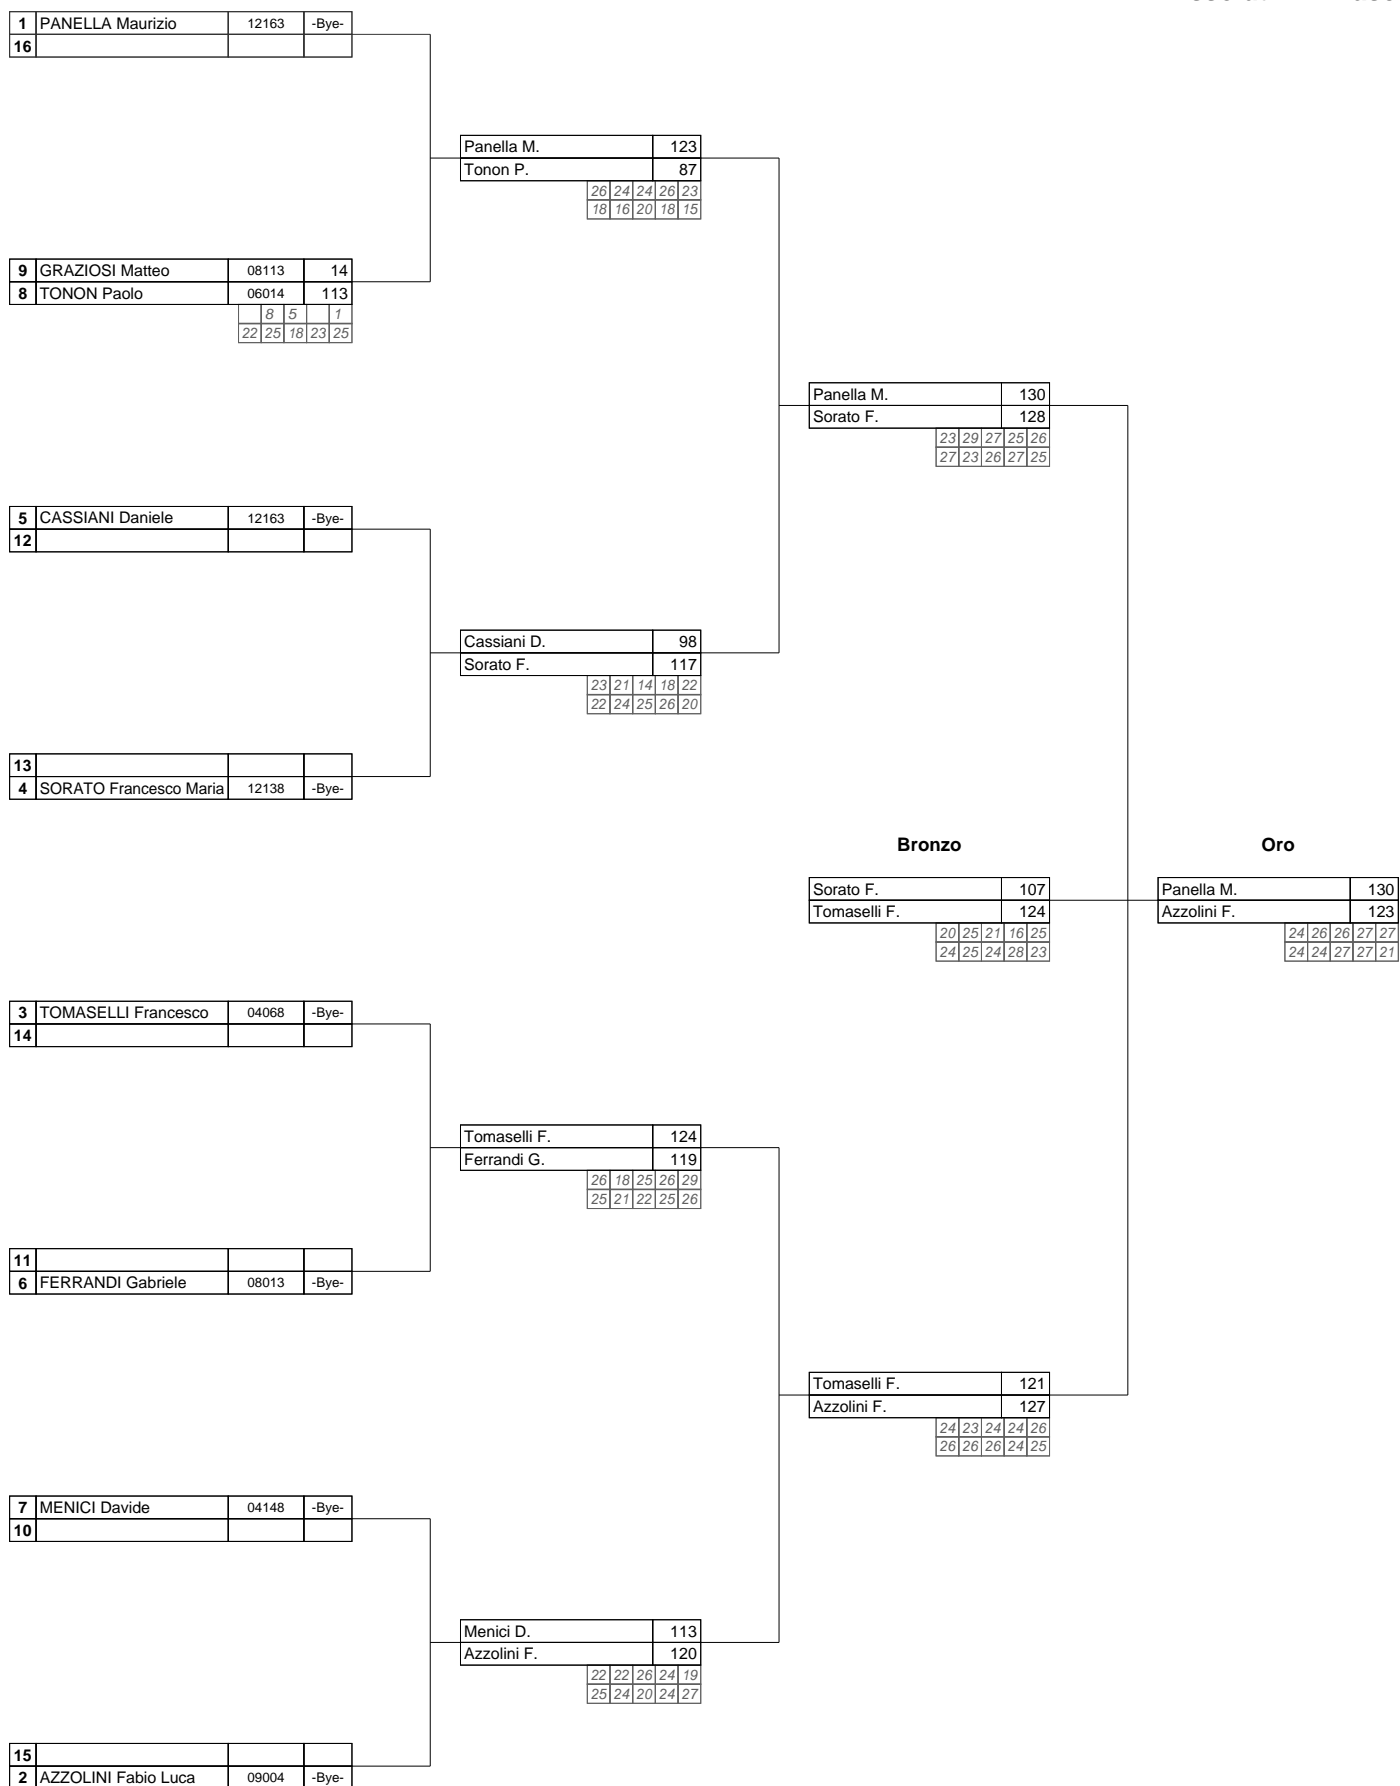 1 PANELLA Maurizio 12163 -Bye-
16
Panella M. 123
Tonon P. 87
26 24 24 26 23
18 16 20 18 15
9 GRAZIOSI Matteo 08113 14
8 TONON Paolo 06014 113
8 5 1
22 25 18 23 25
Panella M. 130
Sorato F. 128
23 29 27 25 26
27 23 26 27 25
5 CASSIANI Daniele 12163 -Bye-
12
Cassiani D. 98
Sorato F. 117
23 21 14 18 22
22 24 25 26 20
13
4 SORATO Francesco Maria 12138 -Bye-
Bronzo Oro
Sorato F. 107 Panella M. 130
Tomaselli F. 124 Azzolini F. 123
20 25 21 16 25 24 26 26 27 27
24 25 24 28 23 24 24 27 27 21
3 TOMASELLI Francesco 04068 -Bye-
14
Tomaselli F. 124
Ferrandi G. 119
26 18 25 26 29
25 21 22 25 26
11
6 FERRANDI Gabriele 08013 -Bye-
Tomaselli F. 121
Azzolini F. 127
24 23 24 24 26
26 26 26 24 25
7 MENICI Davide 04148 -Bye-
10
Menici D. 113
Azzolini F. 120
22 22 26 24 19
25 24 20 24 27
15
2 AZZOLINI Fabio Luca 09004 -Bye-